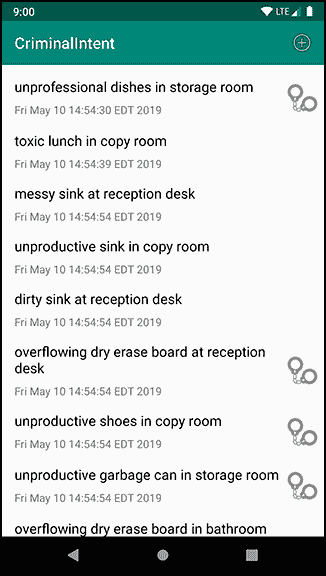 9:00 LTE
CriminalIntent
unprofessional dishes in storage room
Fri May 10 14:54:30 EDT 2019
toxic lunch in copy room
Fri May 10 14:54:39 EDT 2019
messy sink at reception desk
Fri May 10 14:54:54 EDT 2019
unproductive sink in copy room
Fri May 10 14:54:54 EDT 2019
dirty sink at reception desk
Fri May 10 14:54:54 EDT 2019
overflowing dry erase board at reception
desk
Fri May 10 14:54:54 EDT 2019
unproductive shoes in copy room
Fri May 10 14:54:54 EDT 2019
unproductive garbage can in storage room
Fri May 10 14:54:54 EDT 2019
overflowing dry erase board in bathroom